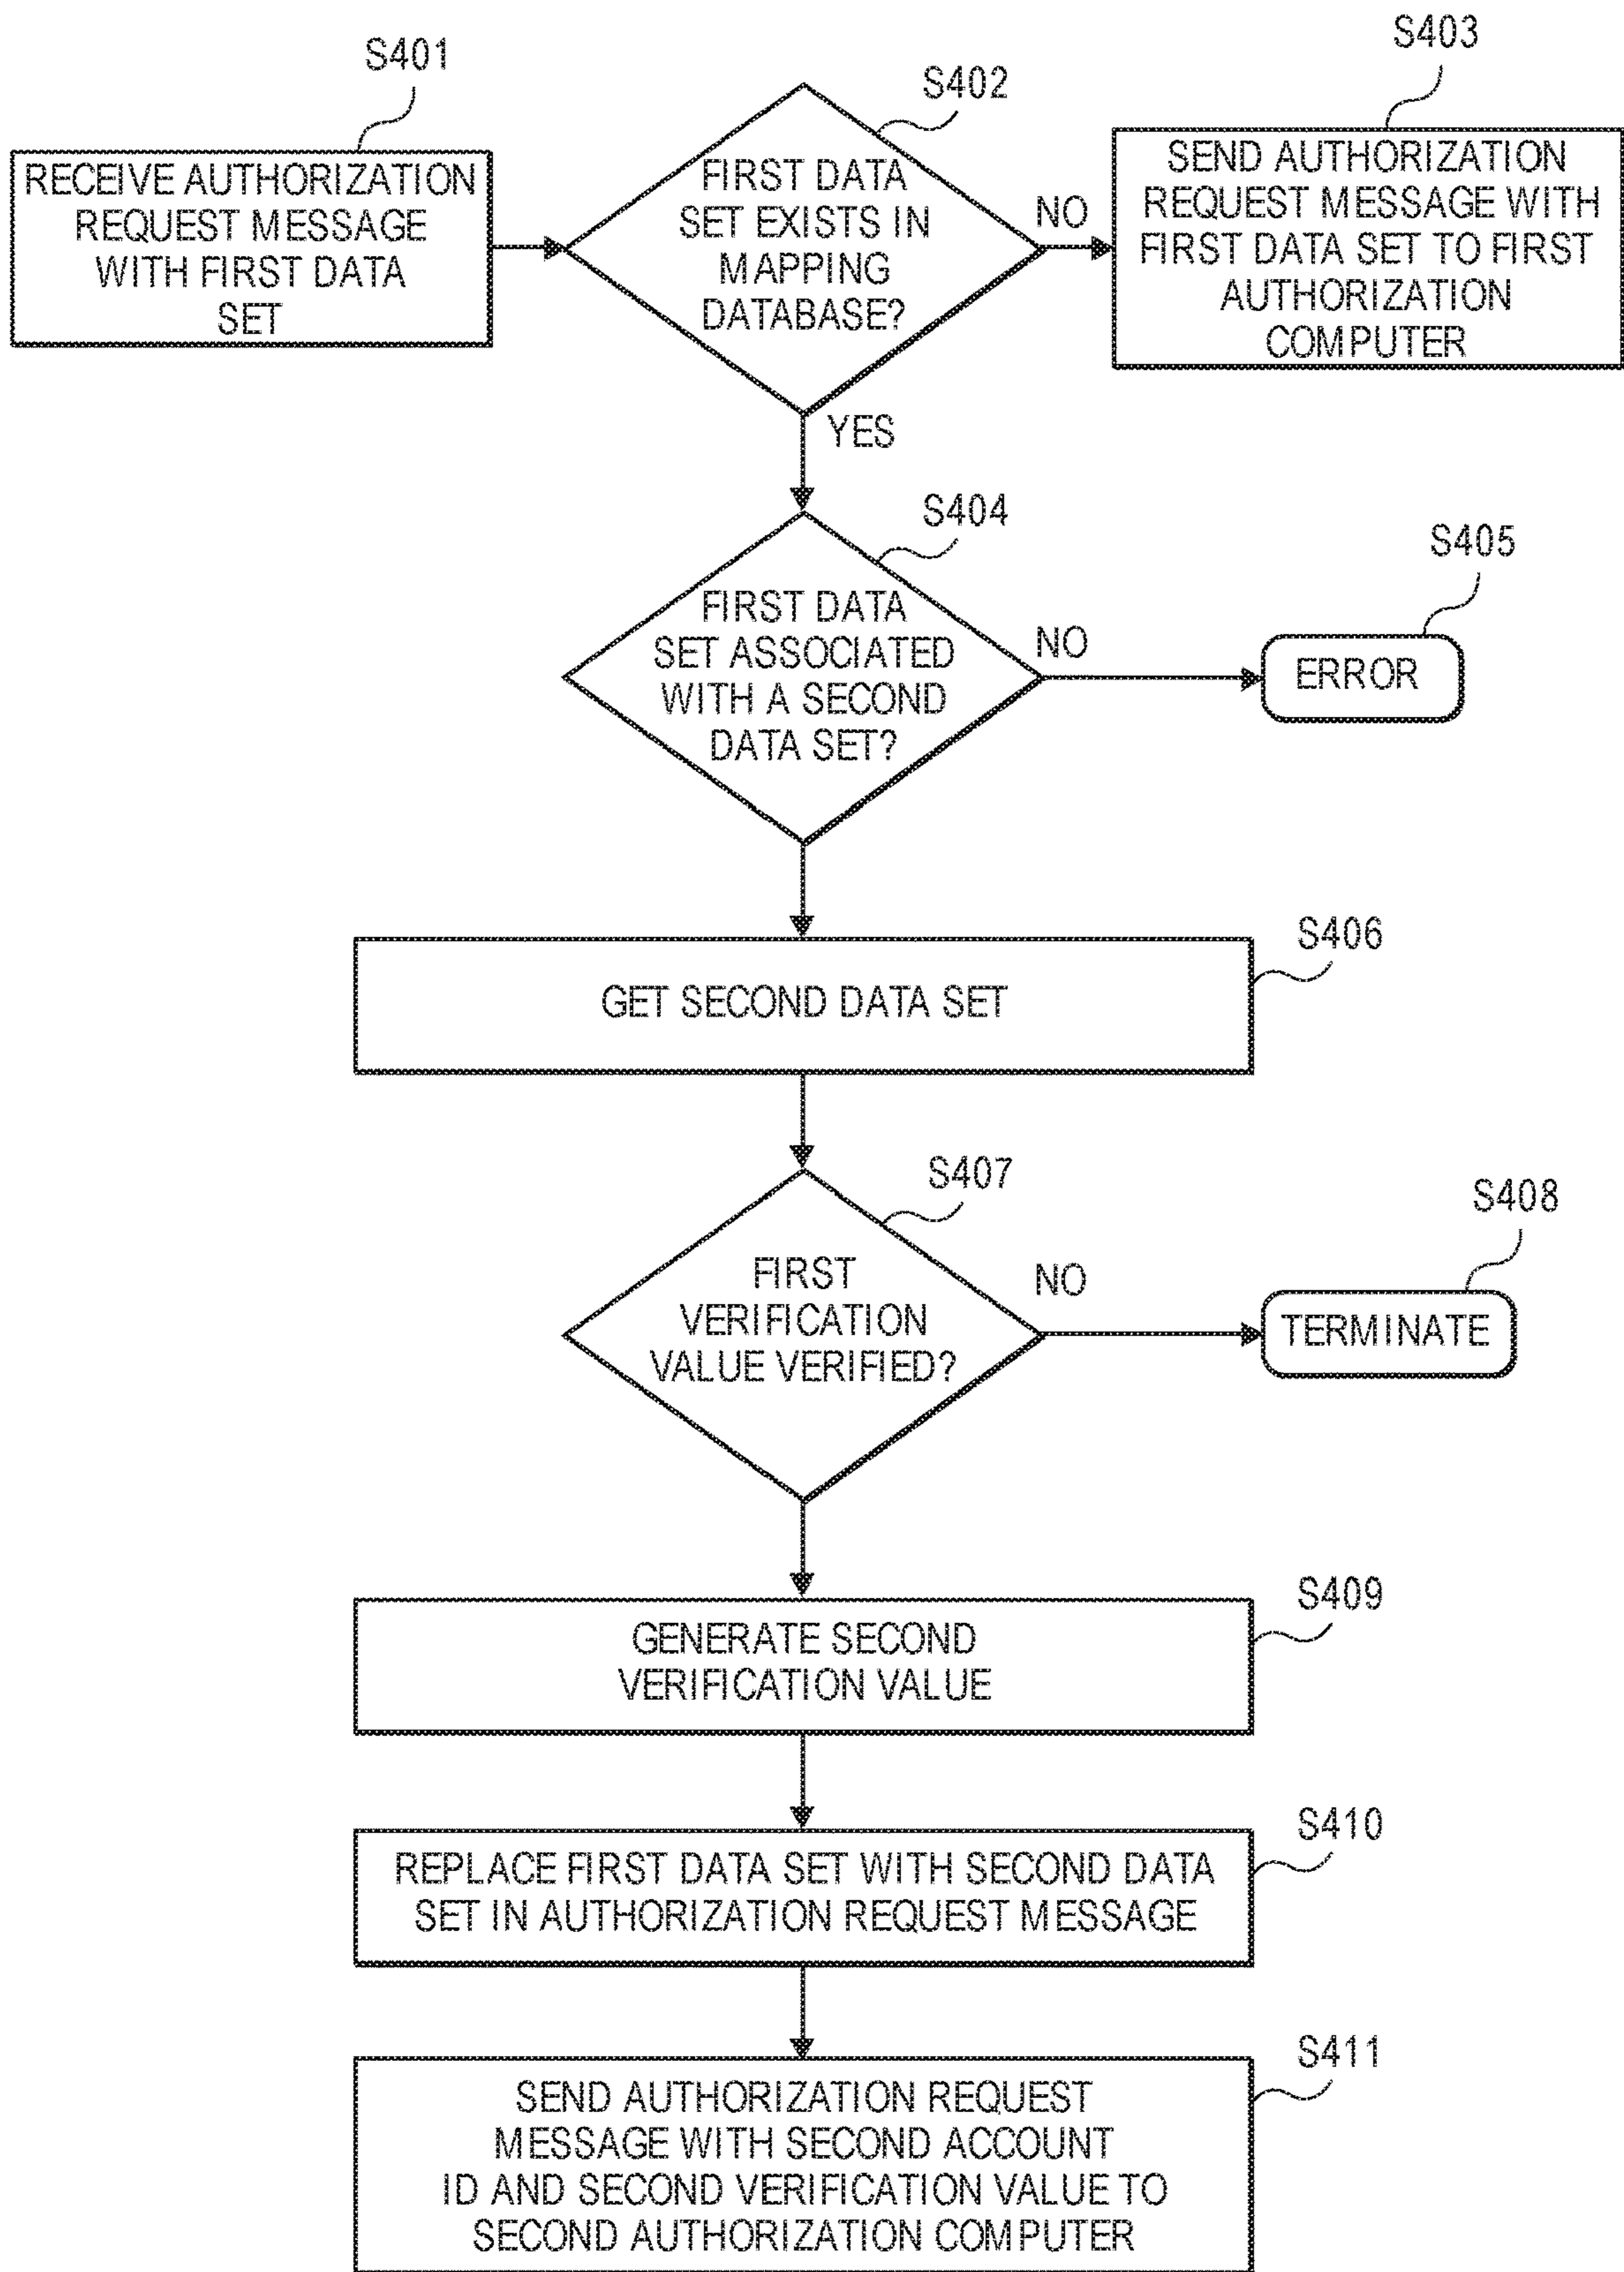 S401
RECEIVE AUTHORIZATION
REQUEST MESSAGE
WITH FIRST DATA
SET
S402
FIRST DATA
SET EXISTS IN
MAPPING
DATABASE?
NO
YES
S403
SEND AUTHORIZATION
REQUEST MESSAGE WITH
FIRST DATA SET TO FIRST
AUTHORIZATION
COMPUTER
S404
FIRST DATA
SET ASSOCIATED
WITH A SECOND
DATA SET?
NO
S405
ERROR
S406
GET SECOND DATA SET
S407
FIRST
VERIFICATION
VALUE VERIFIED?
NO
S408
TERMINATE
S409
GENERATE SECOND
VERIFICATION VALUE
S410
REPLACE FIRST DATA SET WITH SECOND DATA
SET IN AUTHORIZATION REQUEST MESSAGE
S411
SEND AUTHORIZATION REQUEST
MESSAGE WITH SECOND ACCOUNT
ID AND SECOND VERIFICATION VALUE TO
SECOND AUTHORIZATION COMPUTER